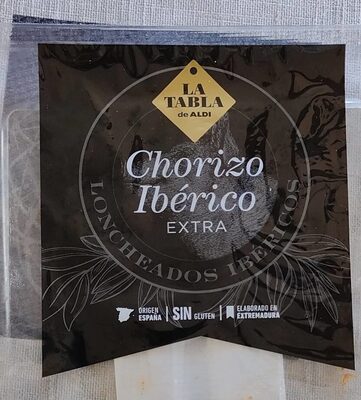 LA
TABLA
de ALDI
Chorizo
Ibérico
EXTRA
LONCHEADOS IBÉRICOS
ORIGEN
ESPAÑA
SIN
GLUTEN
ELABORADO EN
EXTREMADURA